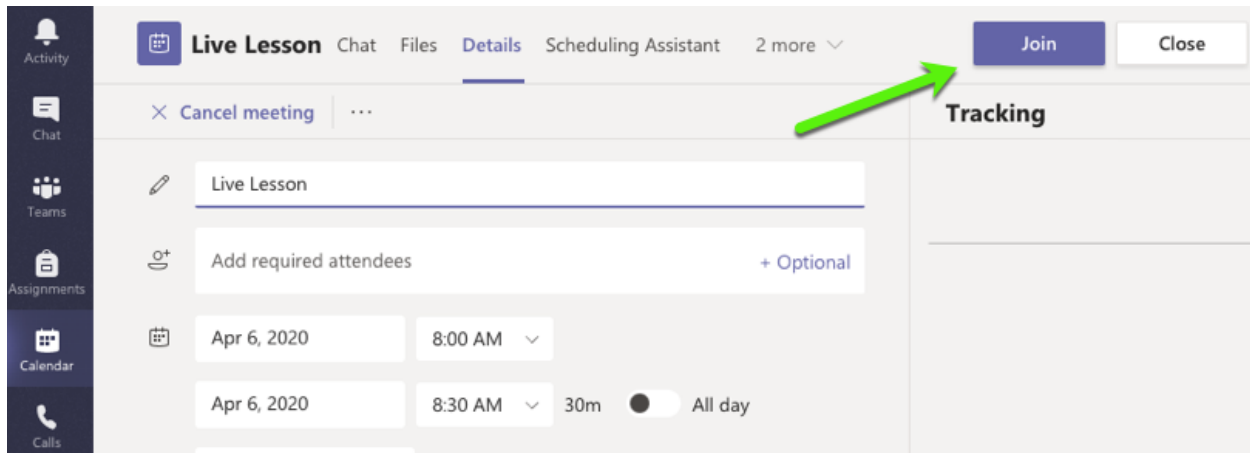 Activity
Chat
Teams
Assignments
Calendar
Calls
Live Lesson Chat Files Details Scheduling Assistant 2 more Join Close
Cancel meeting ...
Tracking
Live Lesson
Add required attendees + Optional
Apr 6, 2020 8:00 AM
Apr 6, 2020 8:30 AM 30m All day